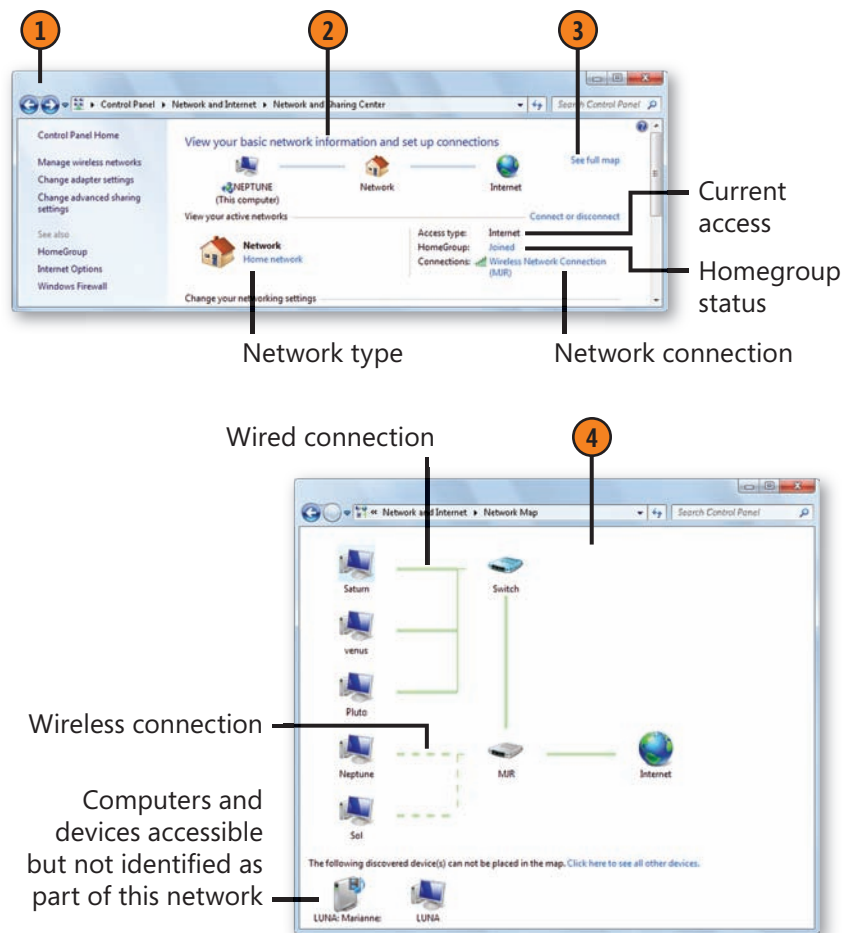 1
2
3
Control Panel ▸ Network and Internet ▸ Network and Sharing Center
Search Control Panel
Control Panel Home
Manage wireless networks
Change adapter settings
Change advanced sharing
settings
See also
HomeGroup
Internet Options
Windows Firewall
View your basic network information and set up connections
See full map
NEPTUNE
(This computer)
Network
Internet
View your active networks
Connect or disconnect
Network
Home network
Access type: Internet
HomeGroup: Joined
Connections: Wireless Network Connection
(MJR)
Change your networking settings
Current
access
Homegroup
status
Network type
Network connection
Wired connection
4
« Network and Internet ▸ Network Map
Search Control Panel
Saturn
Switch
venus
Pluto
Wireless connection
Neptune
MJR
Internet
Sol
Computers and
devices accessible
but not identified as
part of this network
The following discovered device(s) can not be placed in the map. Click here to see all other devices.
LUNA: Marianne:
LUNA